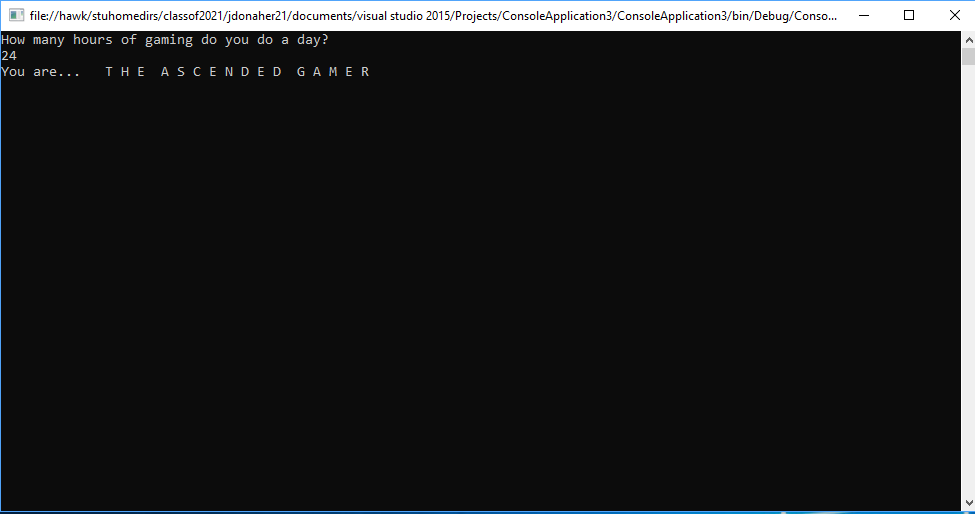 file://hawk/stuhomedirs/classof2021/jdonaher21/documents/visual studio 2015/Projects/ConsoleApplication3/ConsoleApplication3/bin/Debug/Conso...
How many hours of gaming do you do a day?
24
You are...   T H E  A S C E N D E D  G A M E R